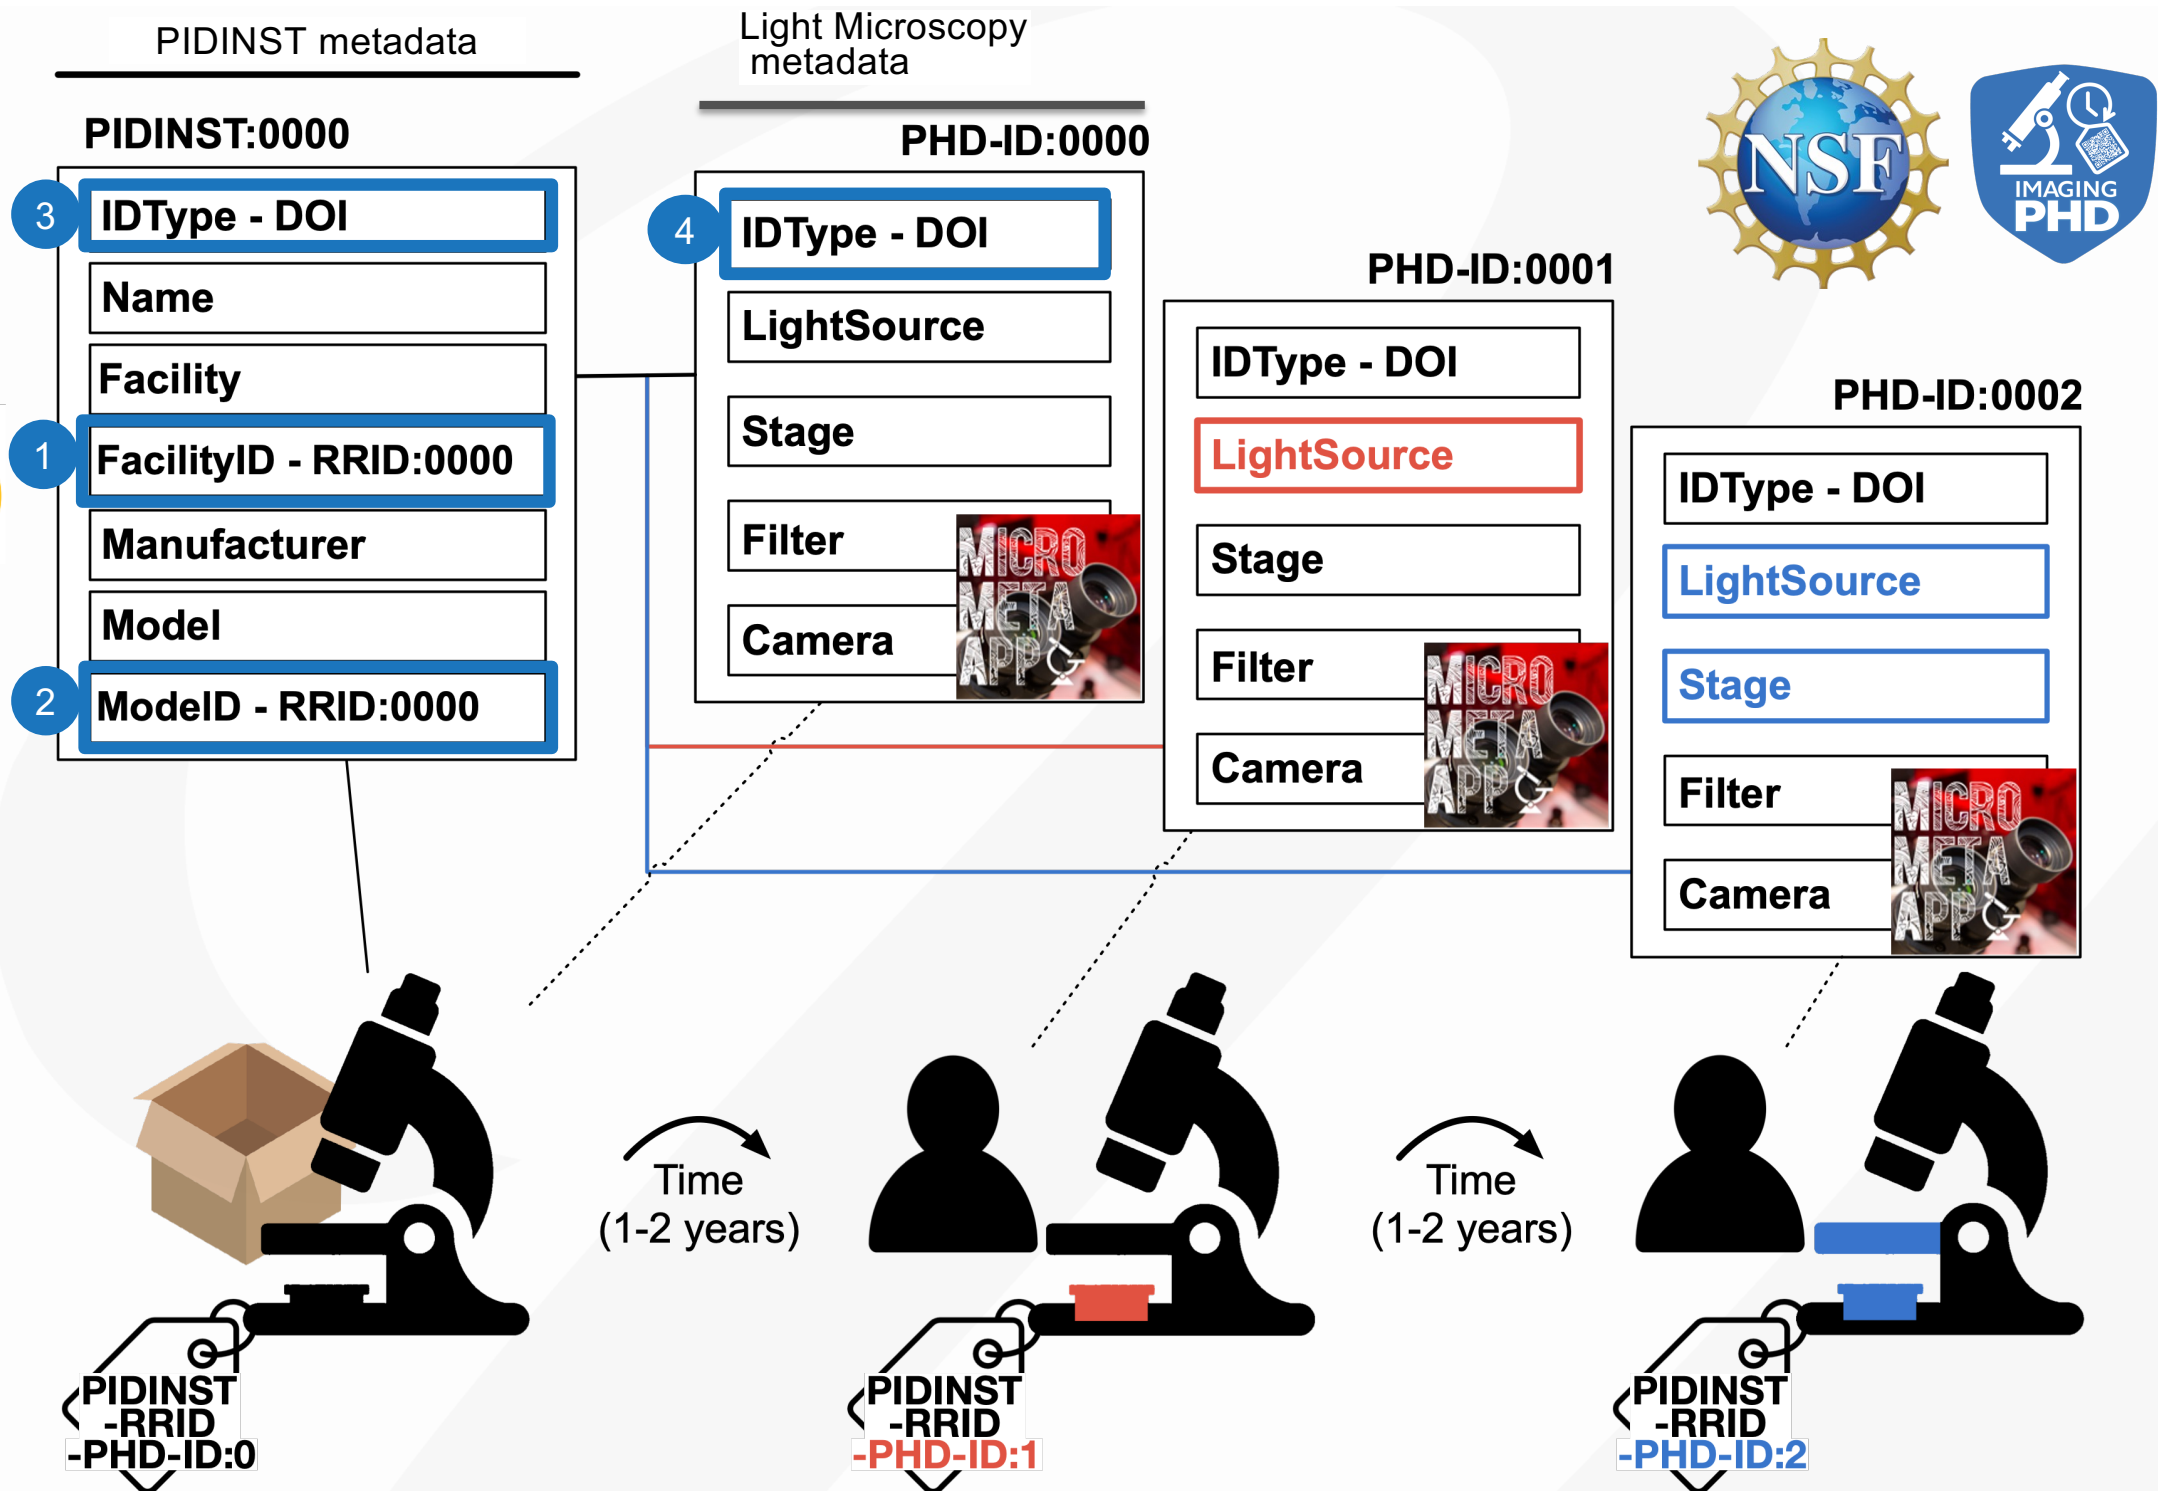 PIDINST metadata
Light Microscopy
metadata
PIDINST:0000
3
IDType - DOI
Name
Facility
1
FacilityID - RRID:0000
Manufacturer
Model
2
ModelD - RRID:0000
PHD-ID:0000
4
IDType - DOI
LightSource
Stage
Filter
Camera
MICRO
META
APP
PHD-ID:0001
IDType - DOI
LightSource
Stage
Filter
Camera
MICRO
META
APP
PHD-ID:0002
IDType - DOI
LightSource
Stage
Filter
Camera
MICRO
META
APP
NSF
IMAGING
PHD
Time
(1-2 years)
Time
(1-2 years)
PIDINST
-RRID
-PHD-ID:0
PIDINST
-RRID
-PHD-ID:1
PIDINST
-RRID
-PHD-ID:2